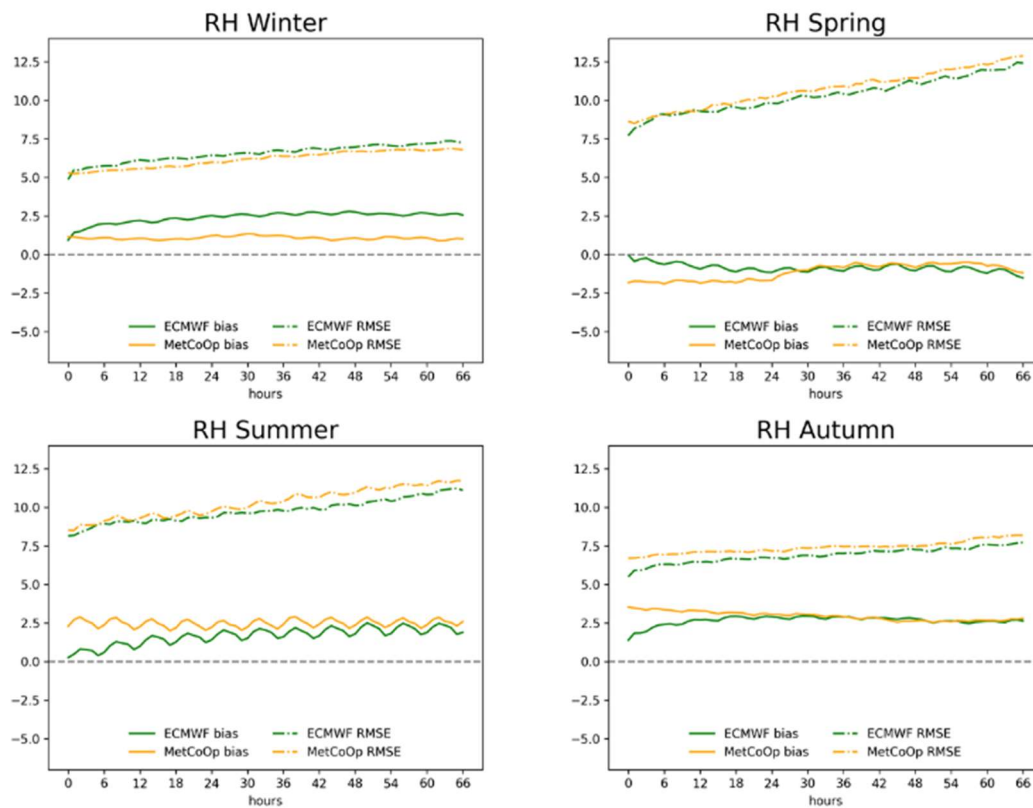 RH Winter
12.5
10.0
7.5
5.0
2.5
0.0
−2.5
−5.0
ECMWF bias ECMWF RMSE
MetCoOp bias MetCoOp RMSE
0 6 12 18 24 30 36 42 48 54 60 66
hours
RH Spring
12.5
10.0
7.5
5.0
2.5
0.0
−2.5
−5.0
ECMWF bias ECMWF RMSE
MetCoOp bias MetCoOp RMSE
0 6 12 18 24 30 36 42 48 54 60 66
hours
RH Summer
12.5
10.0
7.5
5.0
2.5
0.0
−2.5
−5.0
ECMWF bias ECMWF RMSE
MetCoOp bias MetCoOp RMSE
0 6 12 18 24 30 36 42 48 54 60 66
hours
RH Autumn
12.5
10.0
7.5
5.0
2.5
0.0
−2.5
−5.0
ECMWF bias ECMWF RMSE
MetCoOp bias MetCoOp RMSE
0 6 12 18 24 30 36 42 48 54 60 66
hours